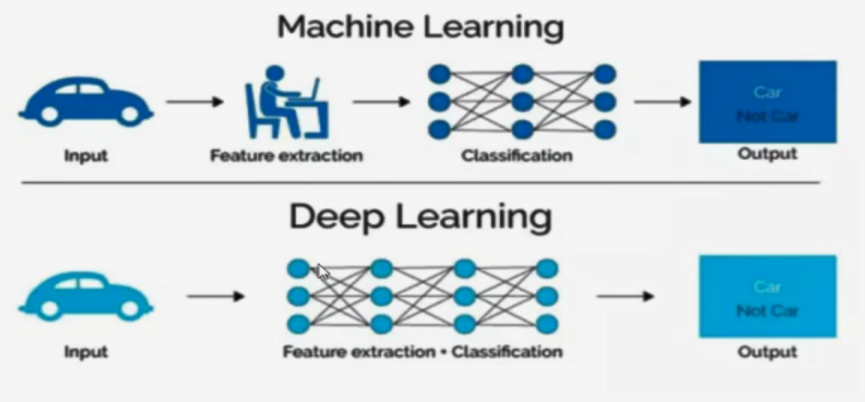 Machine Learning
Input
Feature extraction
Classification
Car
Not Car
Output
Deep Learning
Input
Feature extraction • Classification
Car
Not Car
Output